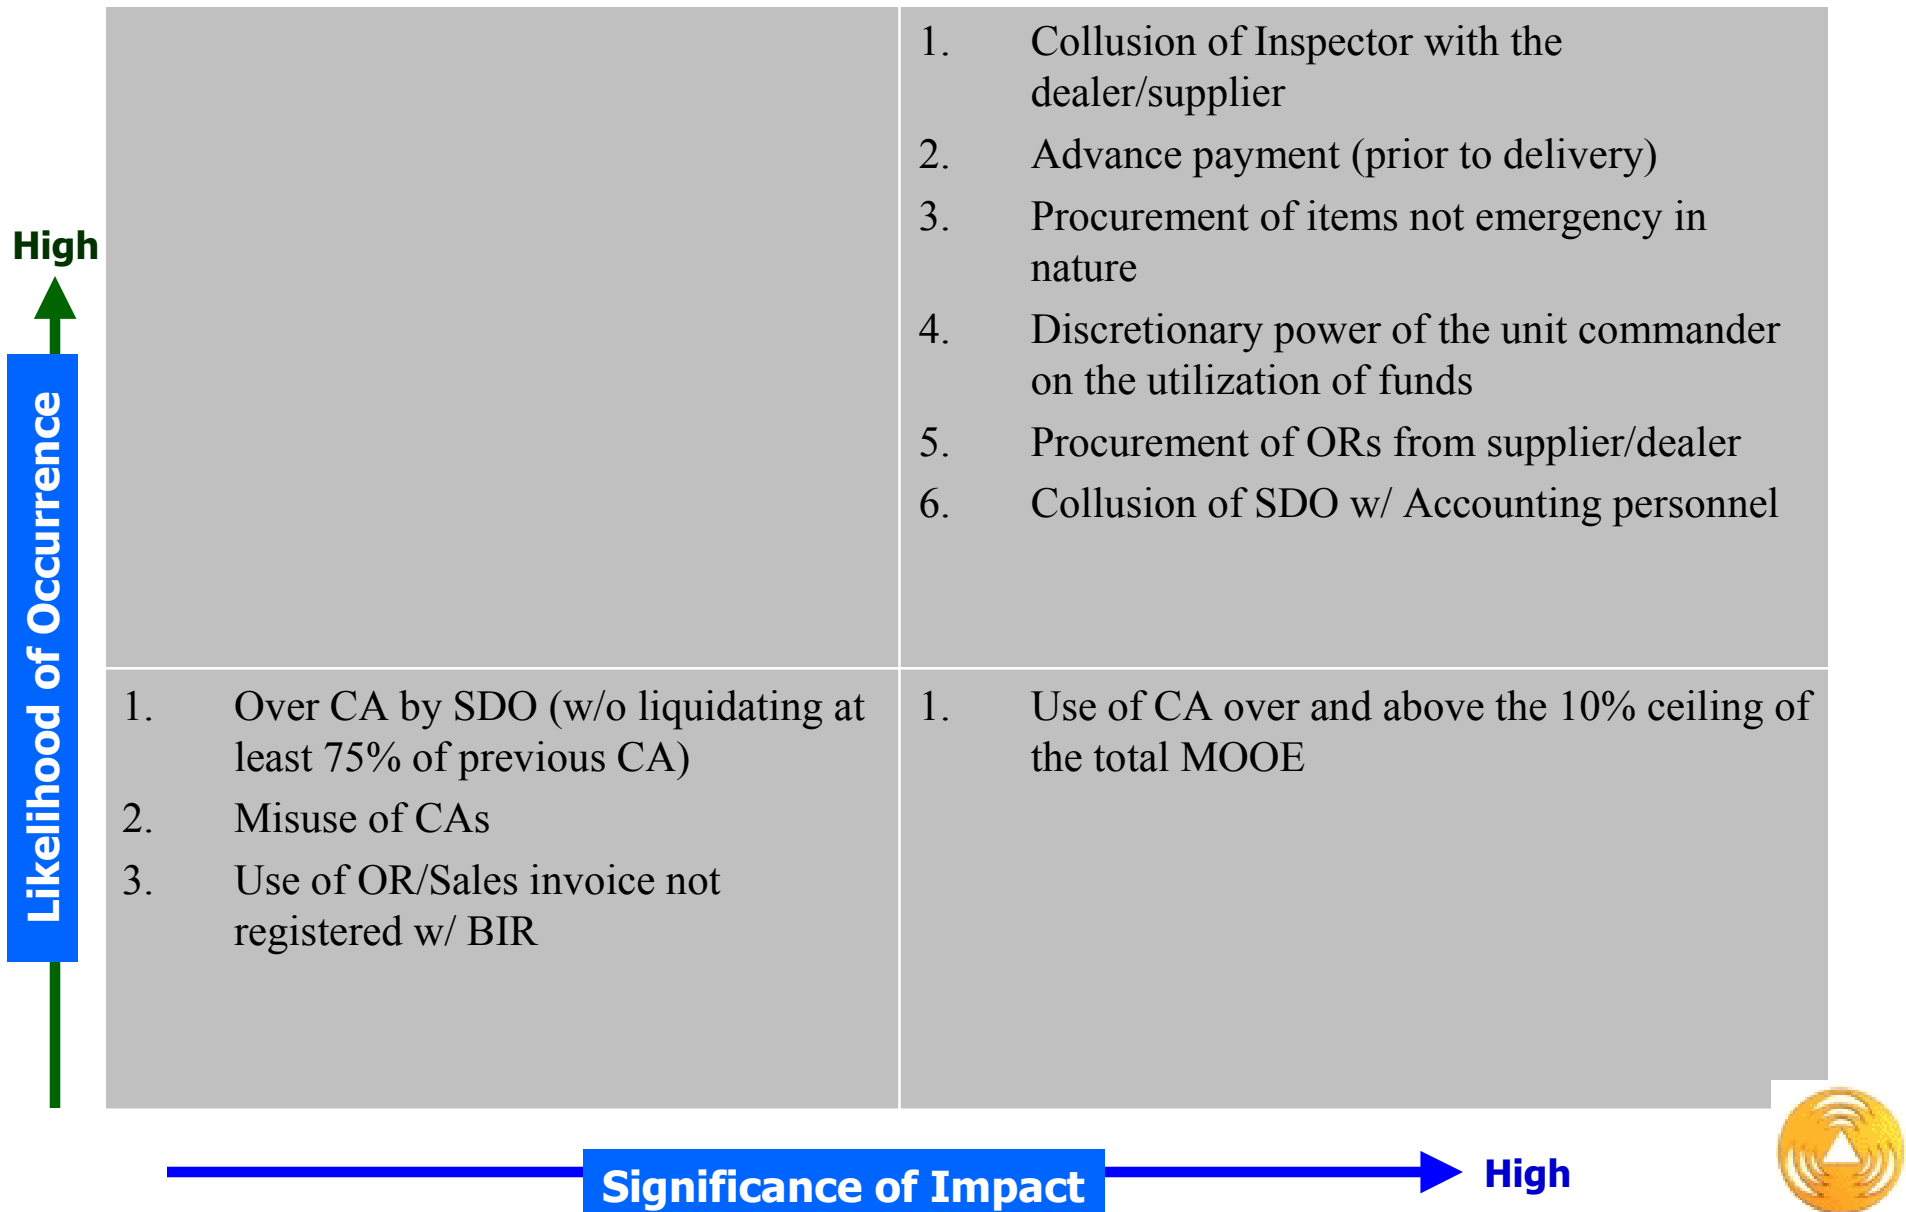 1. Collusion of Inspector with the
dealer/supplier
2. Advance payment (prior to delivery)
3. Procurement of items not emergency in
nature
4. Discretionary power of the unit commander
on the utilization of funds
5. Procurement of ORs from supplier/dealer
6. Collusion of SDO w/ Accounting personnel
High
Likelihood of Occurrence
1. Over CA by SDO (w/o liquidating at
least 75% of previous CA)
2. Misuse of CAs
3. Use of OR/Sales invoice not
registered w/ BIR
1. Use of CA over and above the 10% ceiling of
the total MOOE
Significance of Impact
High